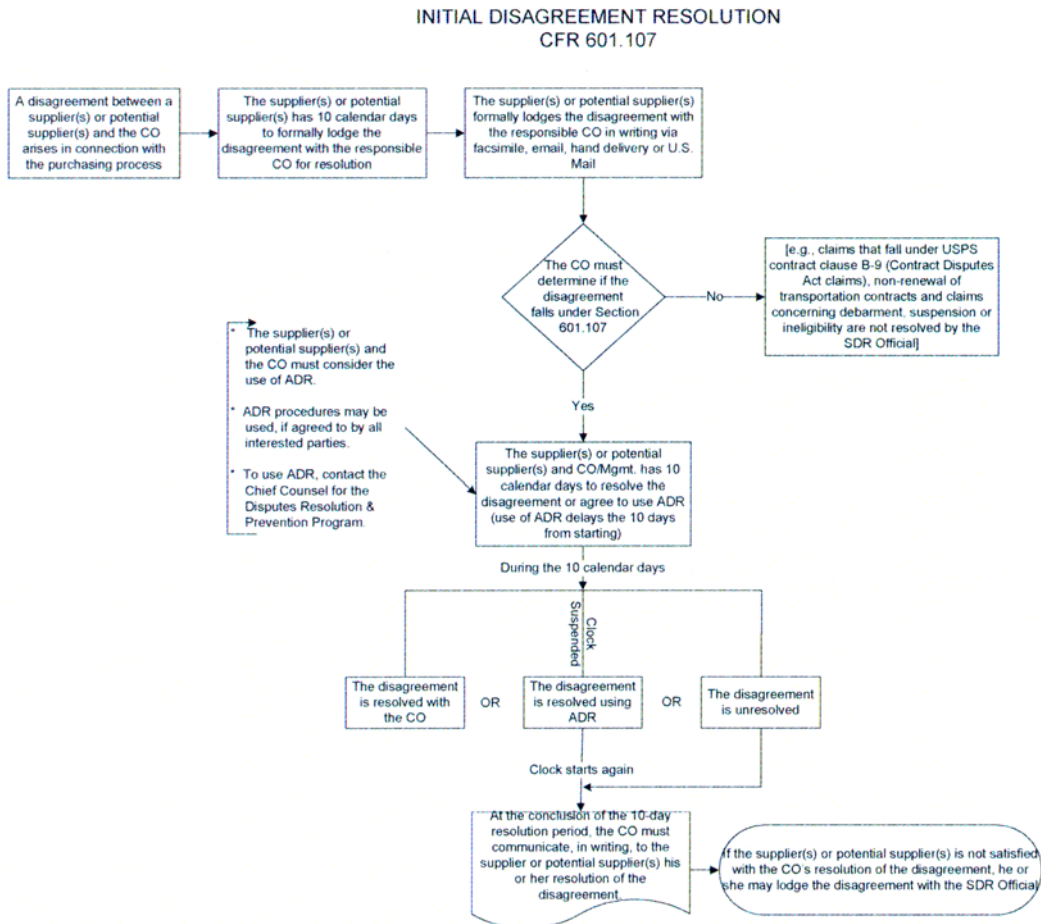 INITIAL DISAGREEMENT RESOLUTION
CFR 601.107
A disagreement between a
supplier(s) or potential
supplier(s) and the CO
arises in connection with
the purchasing process
The supplier(s) or potential
supplier(s) has 10 calendar days
to formally lodge the
disagreement with the responsible
CO for resolution
The supplier(s) or potential supplier(s)
formally lodges the disagreement with
the responsible CO in writing via
facsimile, email, hand delivery or U.S.
Mail
The CO must
determine if the
disagreement
falls under Section
601.107
No
[e.g., claims that fall under USPS
contract clause B-9 (Contract Disputes
Act claims), non-renewal of
transportation contracts and claims
concerning debarment, suspension or
ineligibility are not resolved by the
SDR Official]
* The supplier(s) or
potential supplier(s) and
the CO must consider the
use of ADR.
* ADR procedures may be
used, if agreed to by all
interested parties.
* To use ADR, contact the
Chief Counsel for the
Disputes Resolution &
Prevention Program.
Yes
The supplier(s) or potential
supplier(s) and CO/Mgmt. has 10
calendar days to resolve the
disagreement or agree to use ADR
(use of ADR delays the 10 days
from starting)
During the 10 calendar days
Clock
Suspended
The disagreement
is resolved with
the CO
OR
The disagreement
is resolved using
ADR
OR
The disagreement
is unresolved
Clock starts again
At the conclusion of the 10-day
resolution period, the CO must
communicate, in writing, to the
supplier or potential supplier(s) his
or her resolution of the
disagreement.
If the supplier(s) or potential supplier(s) is not satisfied
with the CO's resolution of the disagreement, he or
she may lodge the disagreement with the SDR Official